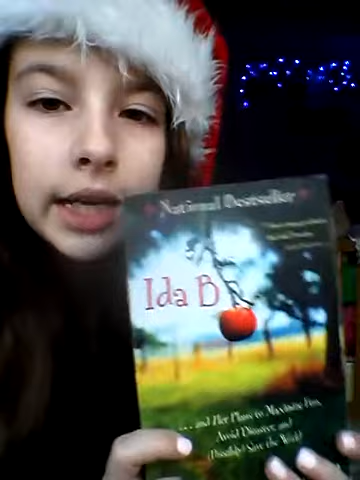 National Bestseller
Ida B
. . . and Her Plans to Maximize Fun,
Avoid Disaster, and
(Possibly) Save the World